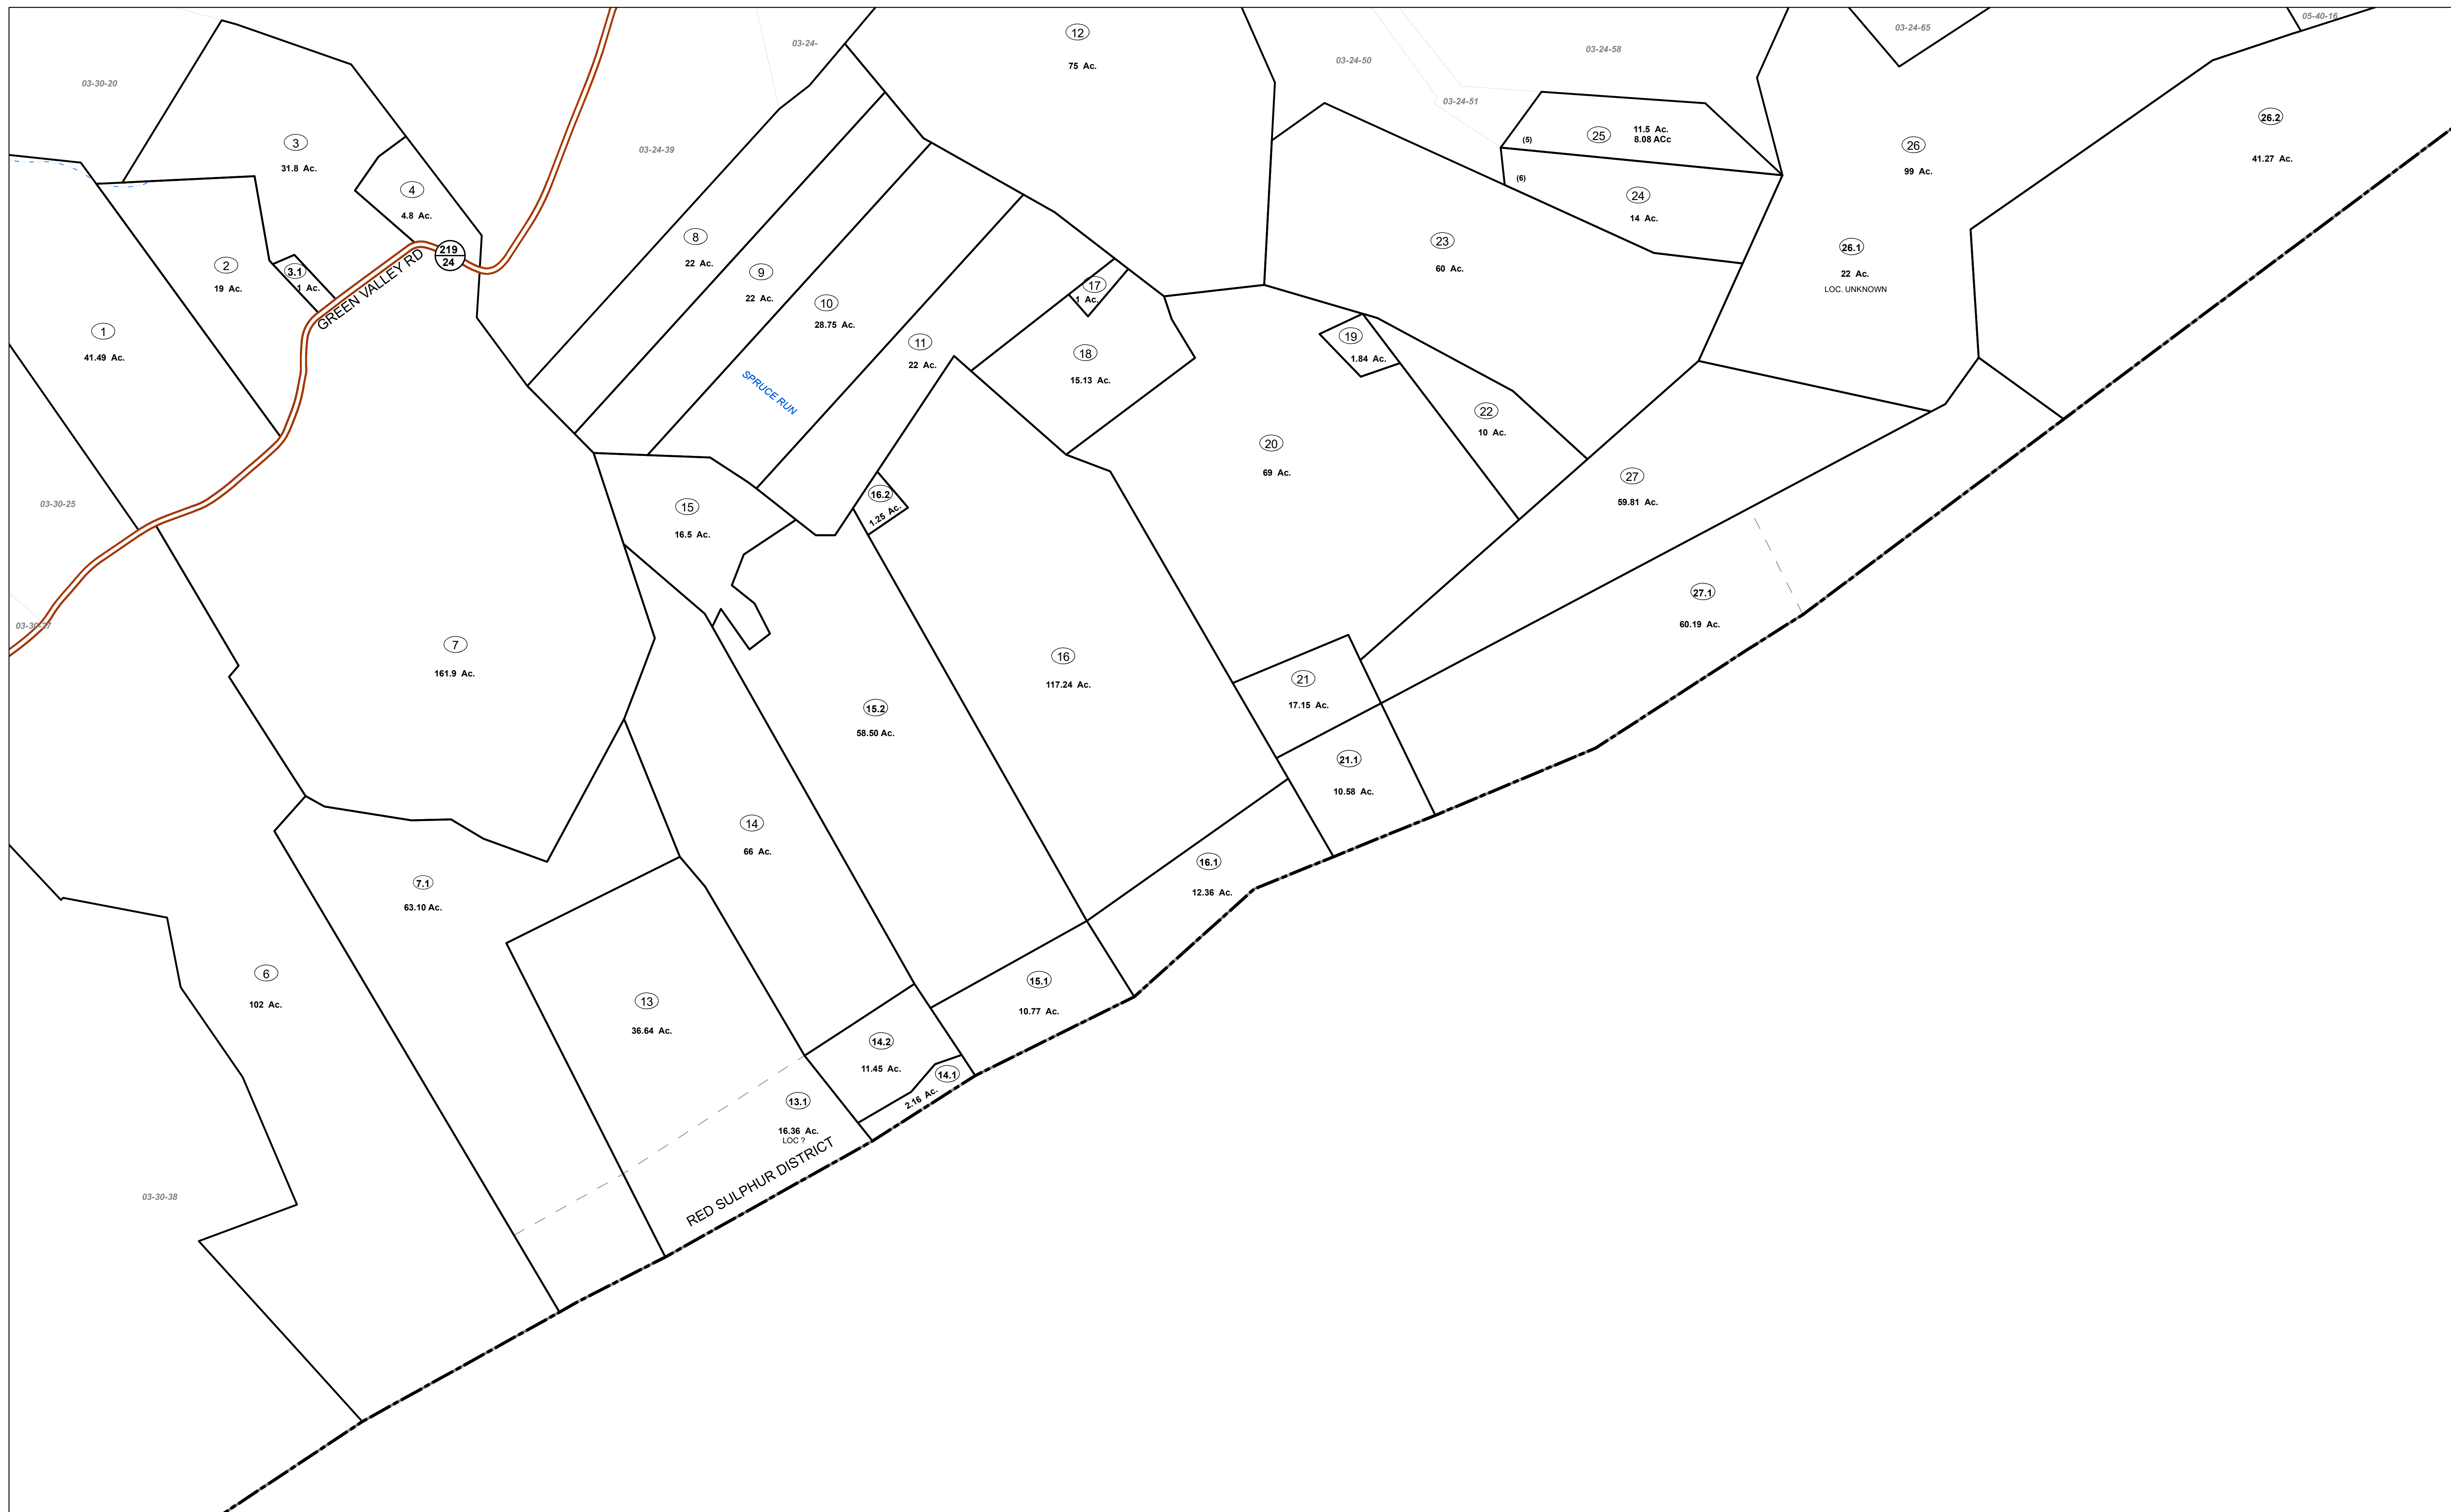 05-40-16
03-24-65
12
75 Ac.
03-24-
03-24-58
03-24-50
03-30-20
03-24-51
26.2
41.27 Ac.
11.5 Ac.
25
8.08 ACc
(5)
3
31.8 Ac.
03-24-39
26
99 Ac.
(6)
4
4.8 Ac.
24
14 Ac.
8
22 Ac.
23
60 Ac.
26.1
22 Ac.
LOC. UNKNOWN
219
24
GREEN VALLEY RD
2
19 Ac.
3.1
1 Ac.
9
22 Ac.
17
1 Ac.
10
28.75 Ac.
1
41.49 Ac.
11
22 Ac.
18
15.13 Ac.
19
1.84 Ac.
SPRUCE RUN
22
10 Ac.
20
69 Ac.
27
59.81 Ac.
16.2
1.25 Ac.
03-30-25
15
16.5 Ac.
27.1
60.19 Ac.
03-30-37
7
161.9 Ac.
16
117.24 Ac.
21
17.15 Ac.
15.2
58.50 Ac.
21.1
10.58 Ac.
14
66 Ac.
16.1
12.36 Ac.
7.1
63.10 Ac.
6
102 Ac.
15.1
10.77 Ac.
13
36.64 Ac.
14.2
11.45 Ac.
14.1
2.16 Ac.
13.1
16.36 Ac.
LOC ?
RED SULPHUR DISTRICT
03-30-38